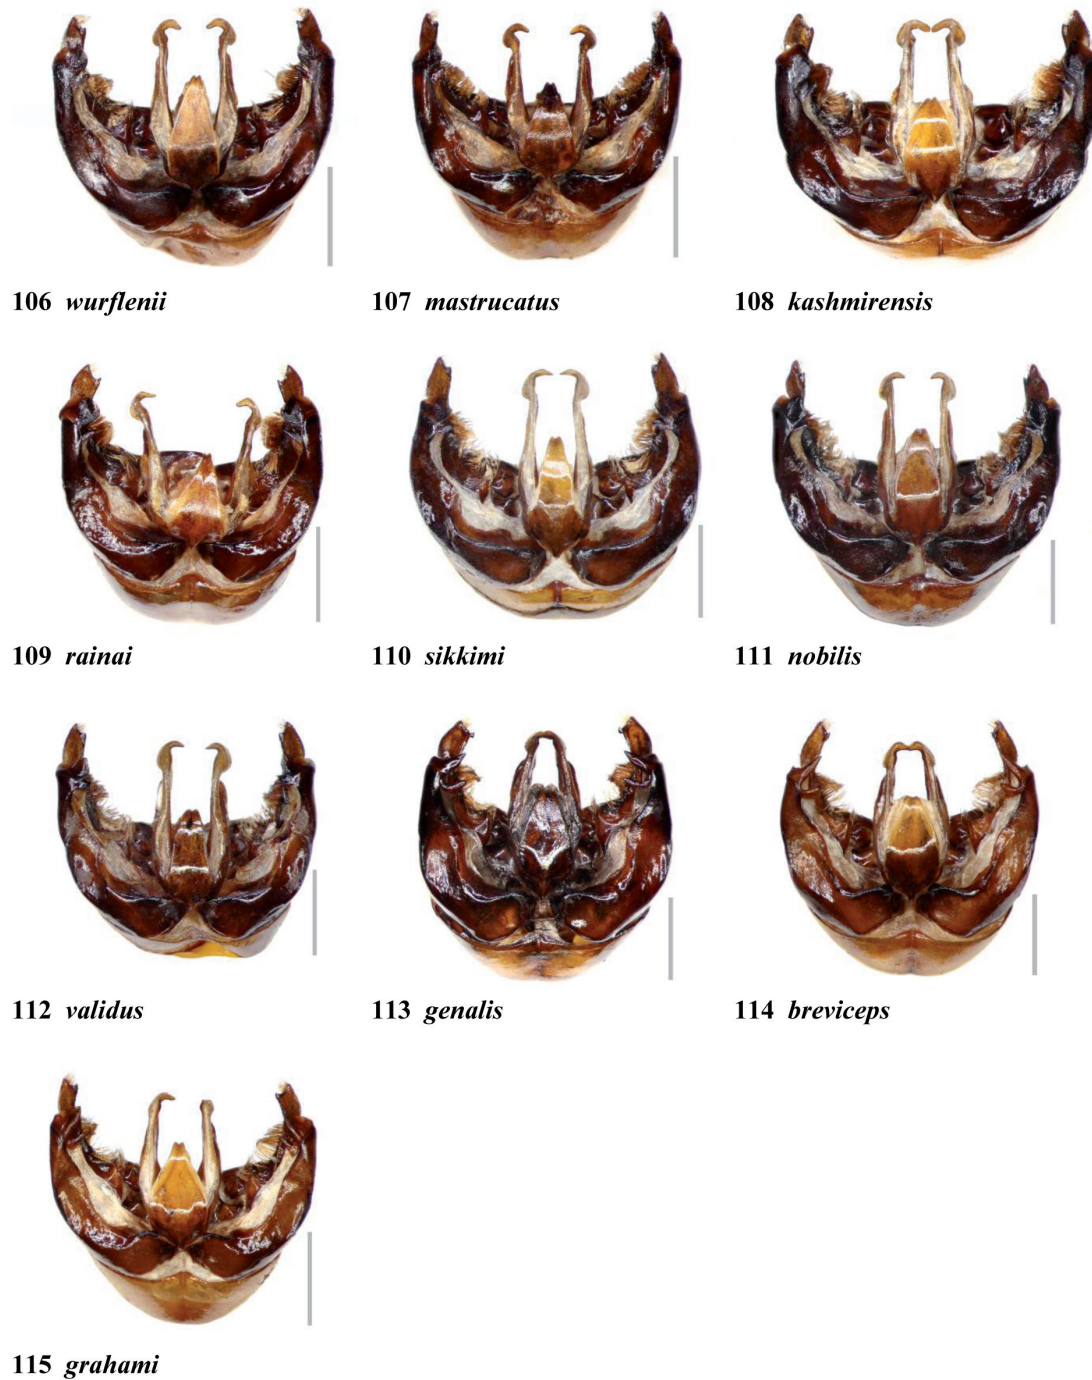 106 wurflenii
107 mastrucatus
108 kashmirensis
109 rainai
110 sikkimi
111 nobilis
112 validus
113 genalis
114 breviceps
115 grahami